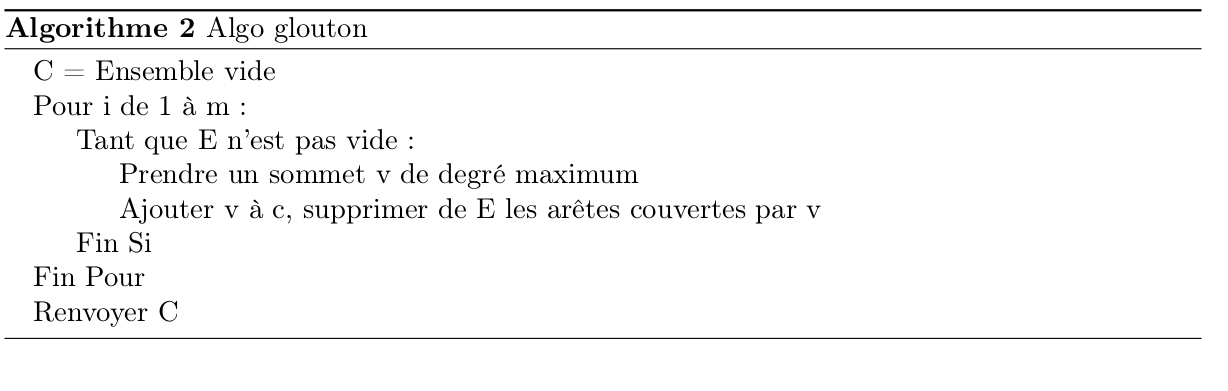 Algorithme 2 Algo glouton
C = Ensemble vide
Pour i de 1 à m :
Tant que E n'est pas vide :
Prendre un sommet v de degré maximum
Ajouter v à c, supprimer de E les arêtes couvertes par v
Fin Si
Fin Pour
Renvoyer C